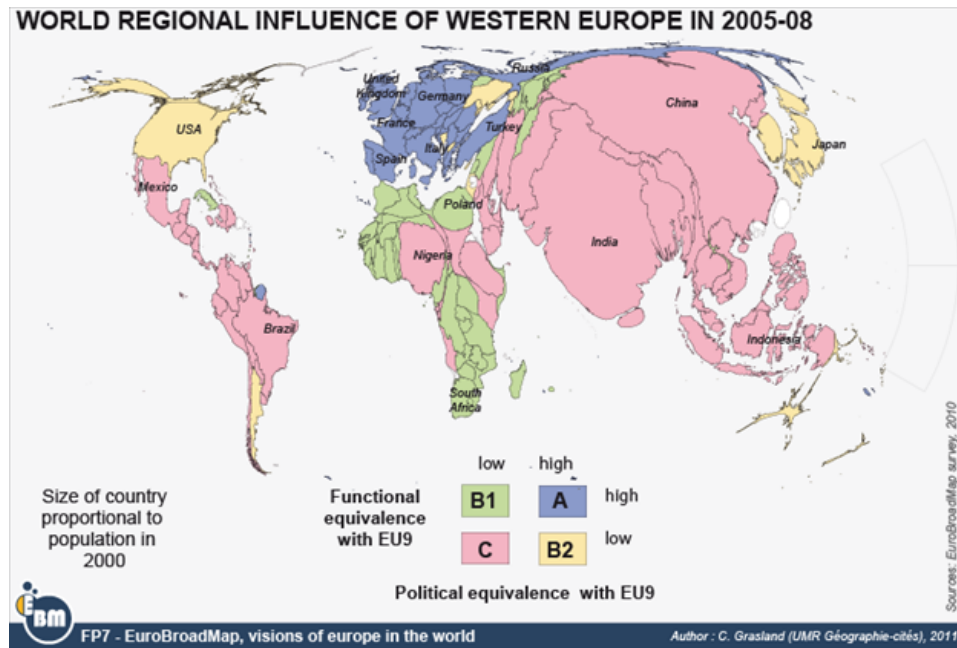 WORLD REGIONAL INFLUENCE OF WESTERN EUROPE IN 2005-08
Russia
United
Kingdom
Germany
China
USA
France
Turkey
Italy
Japan
Spain
Mexico
Poland
India
Nigeria
Brazil
Indonesia
South
Africa
low high
Size of country
proportional to
population in
2000
Functional
equivalence
with EU9
B1 A high
C B2 low
Political equivalence with EU9
Sources: EuroBroadMap survey, 2010
EBM
FP7 - EuroBroadMap, visions of europe in the world
Author : C. Grasland (UMR Géographie-cités), 2011